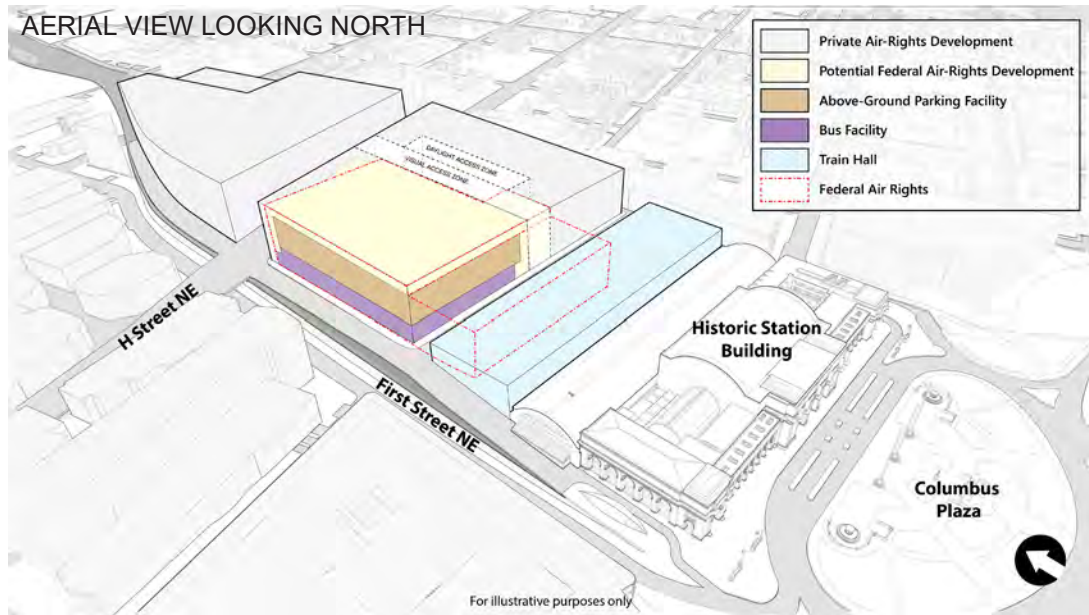 AERIAL VIEW LOOKING NORTH
Private Air-Rights Development
Potential Federal Air-Rights Development
Above-Ground Parking Facility
Bus Facility
Train Hall
Federal Air Rights
DAYLIGHT ACCESS ZONE
VISUAL ACCESS ZONE
H Street NE
First Street NE
Historic Station
Building
Columbus
Plaza
For illustrative purposes only